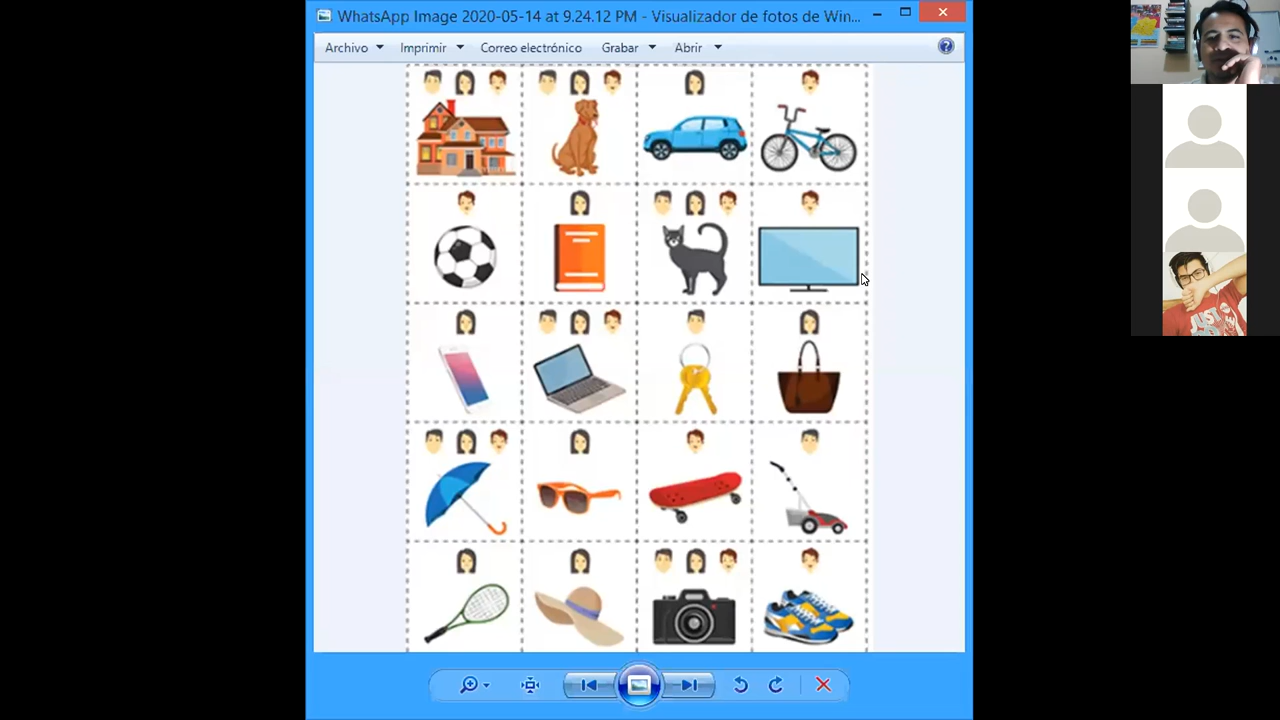 WhatsApp Image 2020-05-14 at 9.24.12 PM - Visualizador de fotos de Win...
Archivo Imprimir Correo electrónico Grabar Abrir
JUST